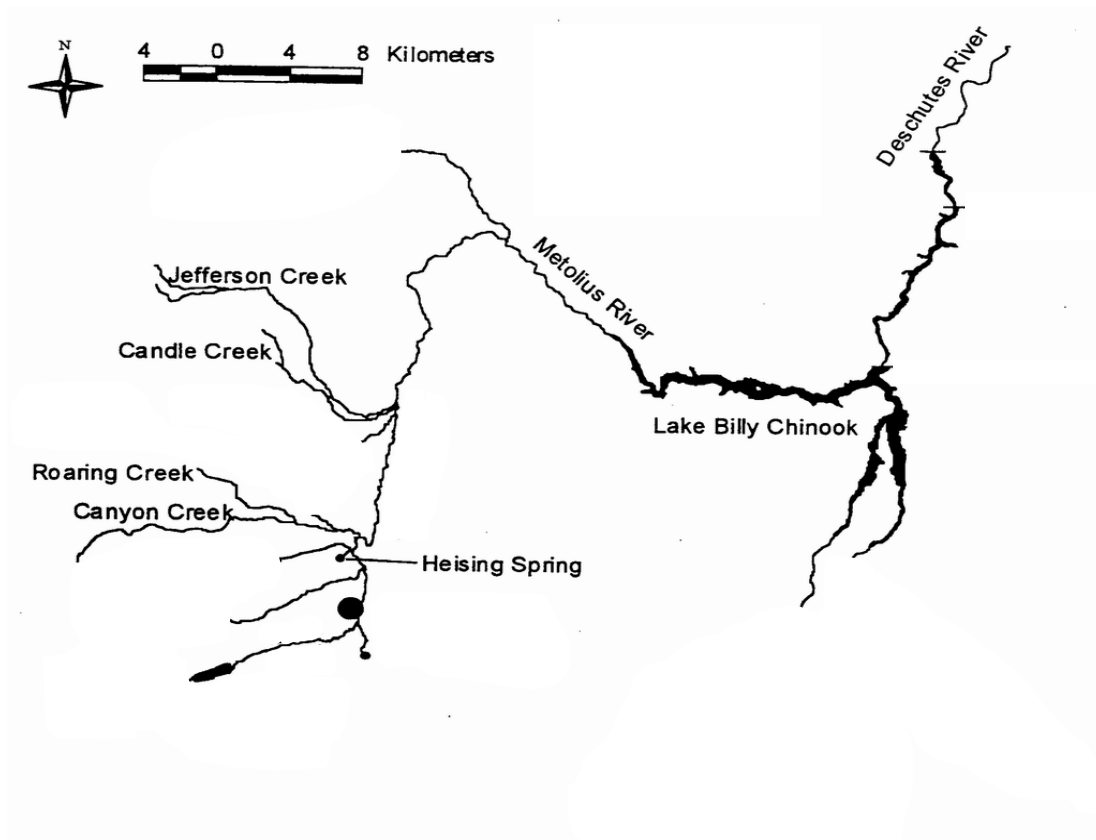 N
4 0 4 8 Kilometers
Deschutes River
Metolius River
Jefferson Creek
Candle Creek
Lake Billy Chinook
Roaring Creek
Canyon Creek
Heising Spring